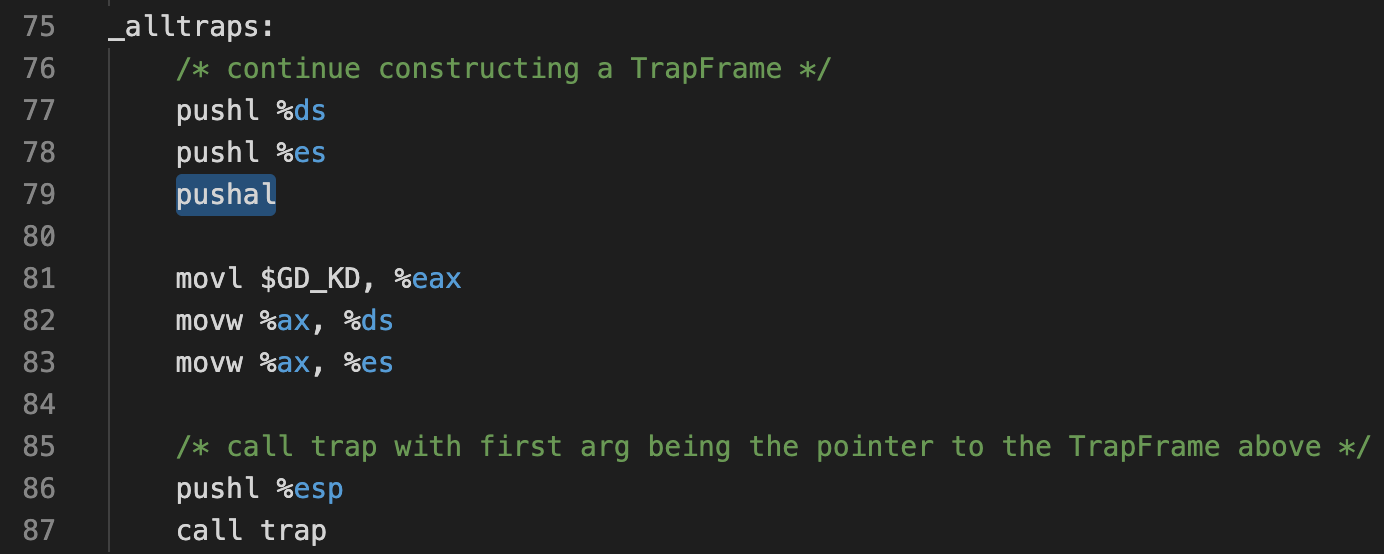 75 _alltraps:
76 /* continue constructing a TrapFrame */
77 pushl %ds
78 pushl %es
79 pushal
80
81 movl $GD_KD, %eax
82 movw %ax, %ds
83 movw %ax, %es
84
85 /* call trap with first arg being the pointer to the TrapFrame above */
86 pushl %esp
87 call trap